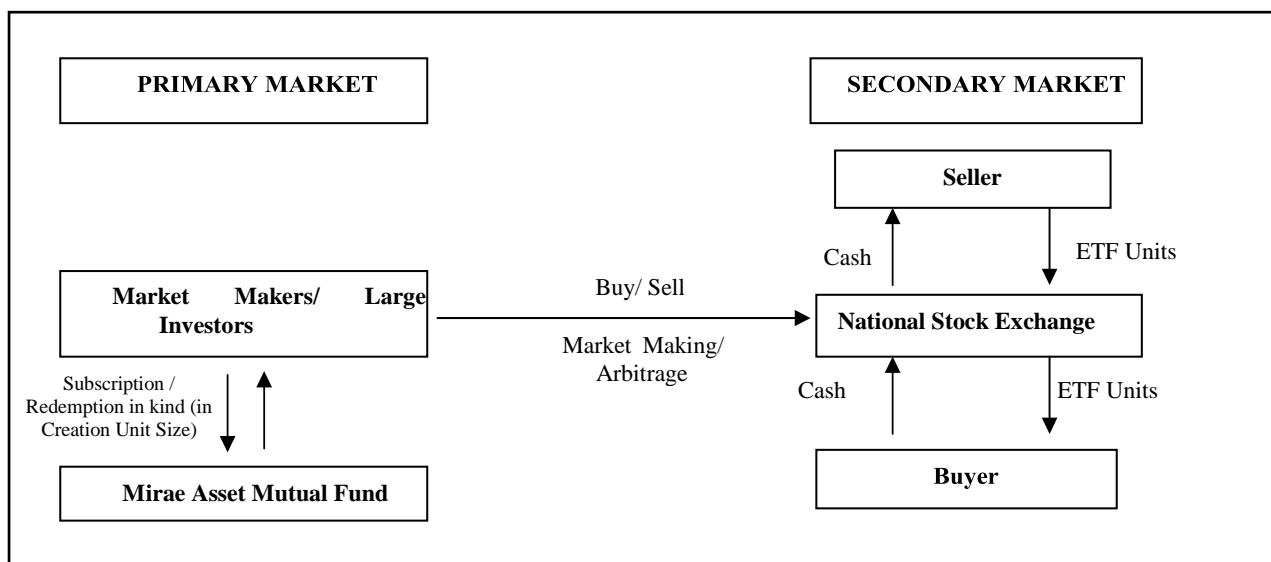 PRIMARY MARKET
SECONDARY MARKET
Seller
Cash
ETF Units
Market Makers/ Large
Investors
Buy/ Sell
Market Making/
Arbitrage
National Stock Exchange
Subscription /
Redemption in kind (in
Creation Unit Size)
Cash
ETF Units
Mirae Asset Mutual Fund
Buyer